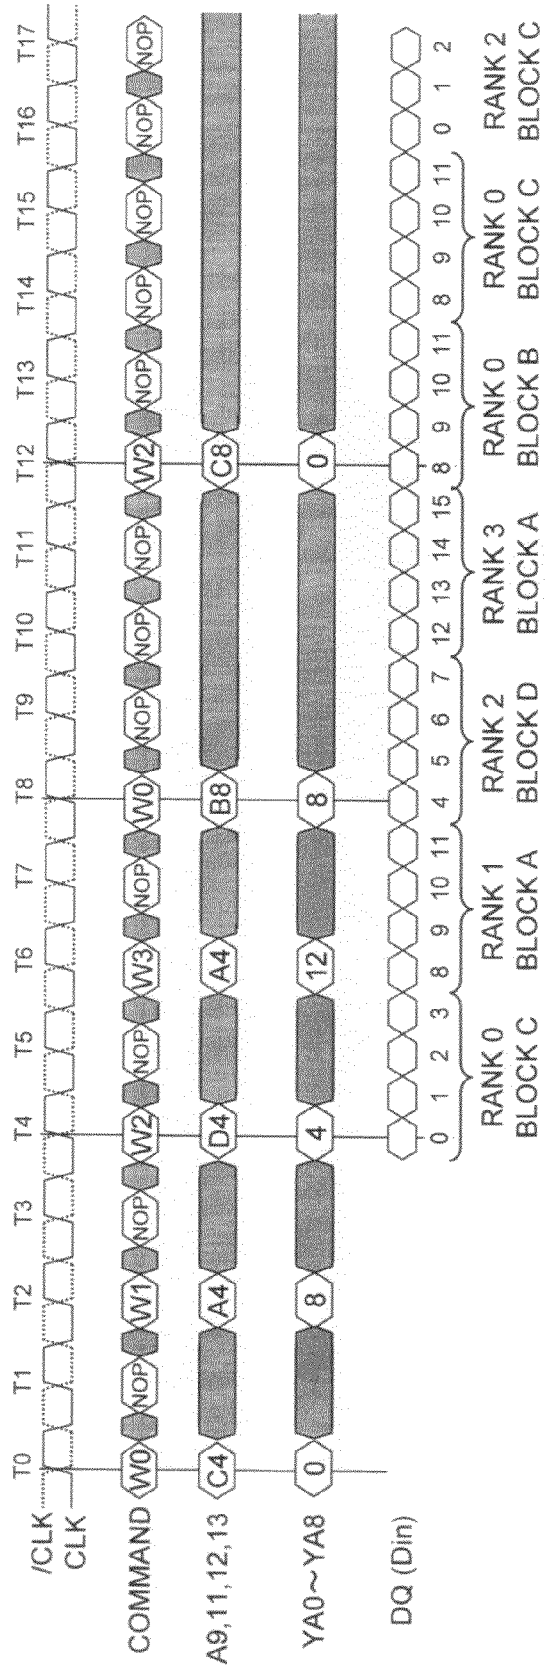 T0 T1 T2 T3 T4 T5 T6 T7 T8 T9 T10 T11 T12 T13 T14 T15 T16 T17
/CLK
CLK
COMMAND W0 NOP W1 NOP W2 NOP W3 NOP W0 NOP NOP NOP W2 NOP NOP NOP NOP NOP
A9,11,12,13 C4 A4 D4 A4 B8 C8
YA0～YA8 0 8 4 12 8 0
DQ (Din)
0 1 2 3 8 9 10 11 4 5 6 7 12 13 14 15 8 9 10 11 8 9 10 11 0 1 2
RANK 0 RANK 1 RANK 2 RANK 3 RANK 0 RANK 0 RANK 2
BLOCK C BLOCK A BLOCK D BLOCK A BLOCK B BLOCK C BLOCK C